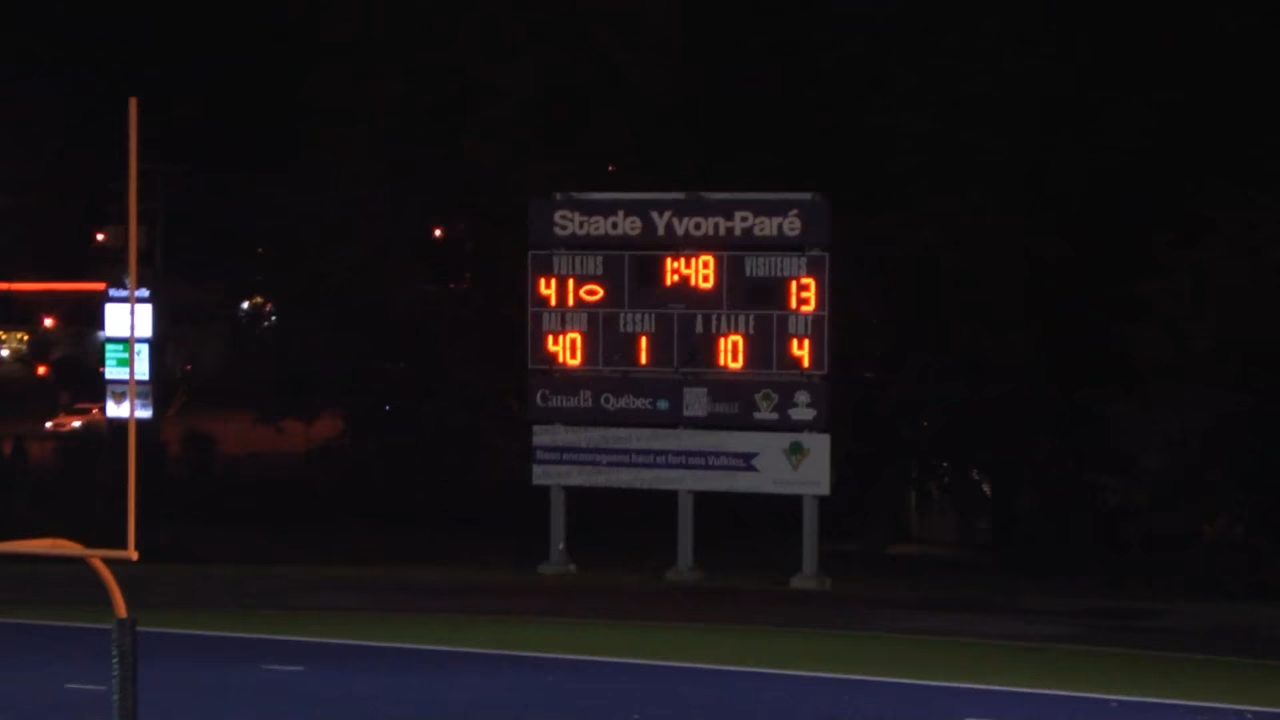 Stade Yvon-Paré
VULKINS 1:48 VISITEURS
41 13
BALSUR ESSAI A FAIRE QRT
40 1 10 4
Canada Québec
Nous encourageons haut et fort nos Vulkins.
Victoriaville